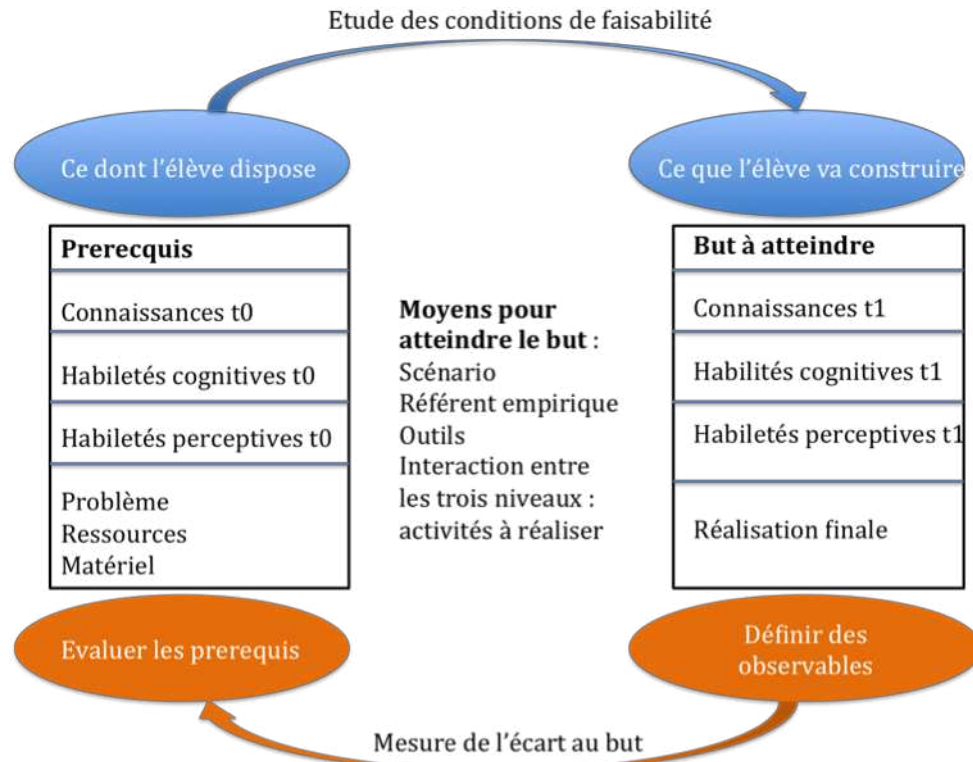 Etude des conditions de faisabilité
Ce dont l'élève dispose
Ce que l'élève va construire
Prerecquis
Connaissances t0
Habiletés cognitives t0
Habiletés perceptives t0
Problème
Ressources
Matériel
Moyens pour
atteindre le but :
Scénario
Référent empirique
Outils
Interaction entre
les trois niveaux :
activités à réaliser
But à atteindre
Connaissances t1
Habilités cognitives t1
Habiletés perceptives t1
Réalisation finale
Evaluer les prerequis
Définir des
observables
Mesure de l'écart au but